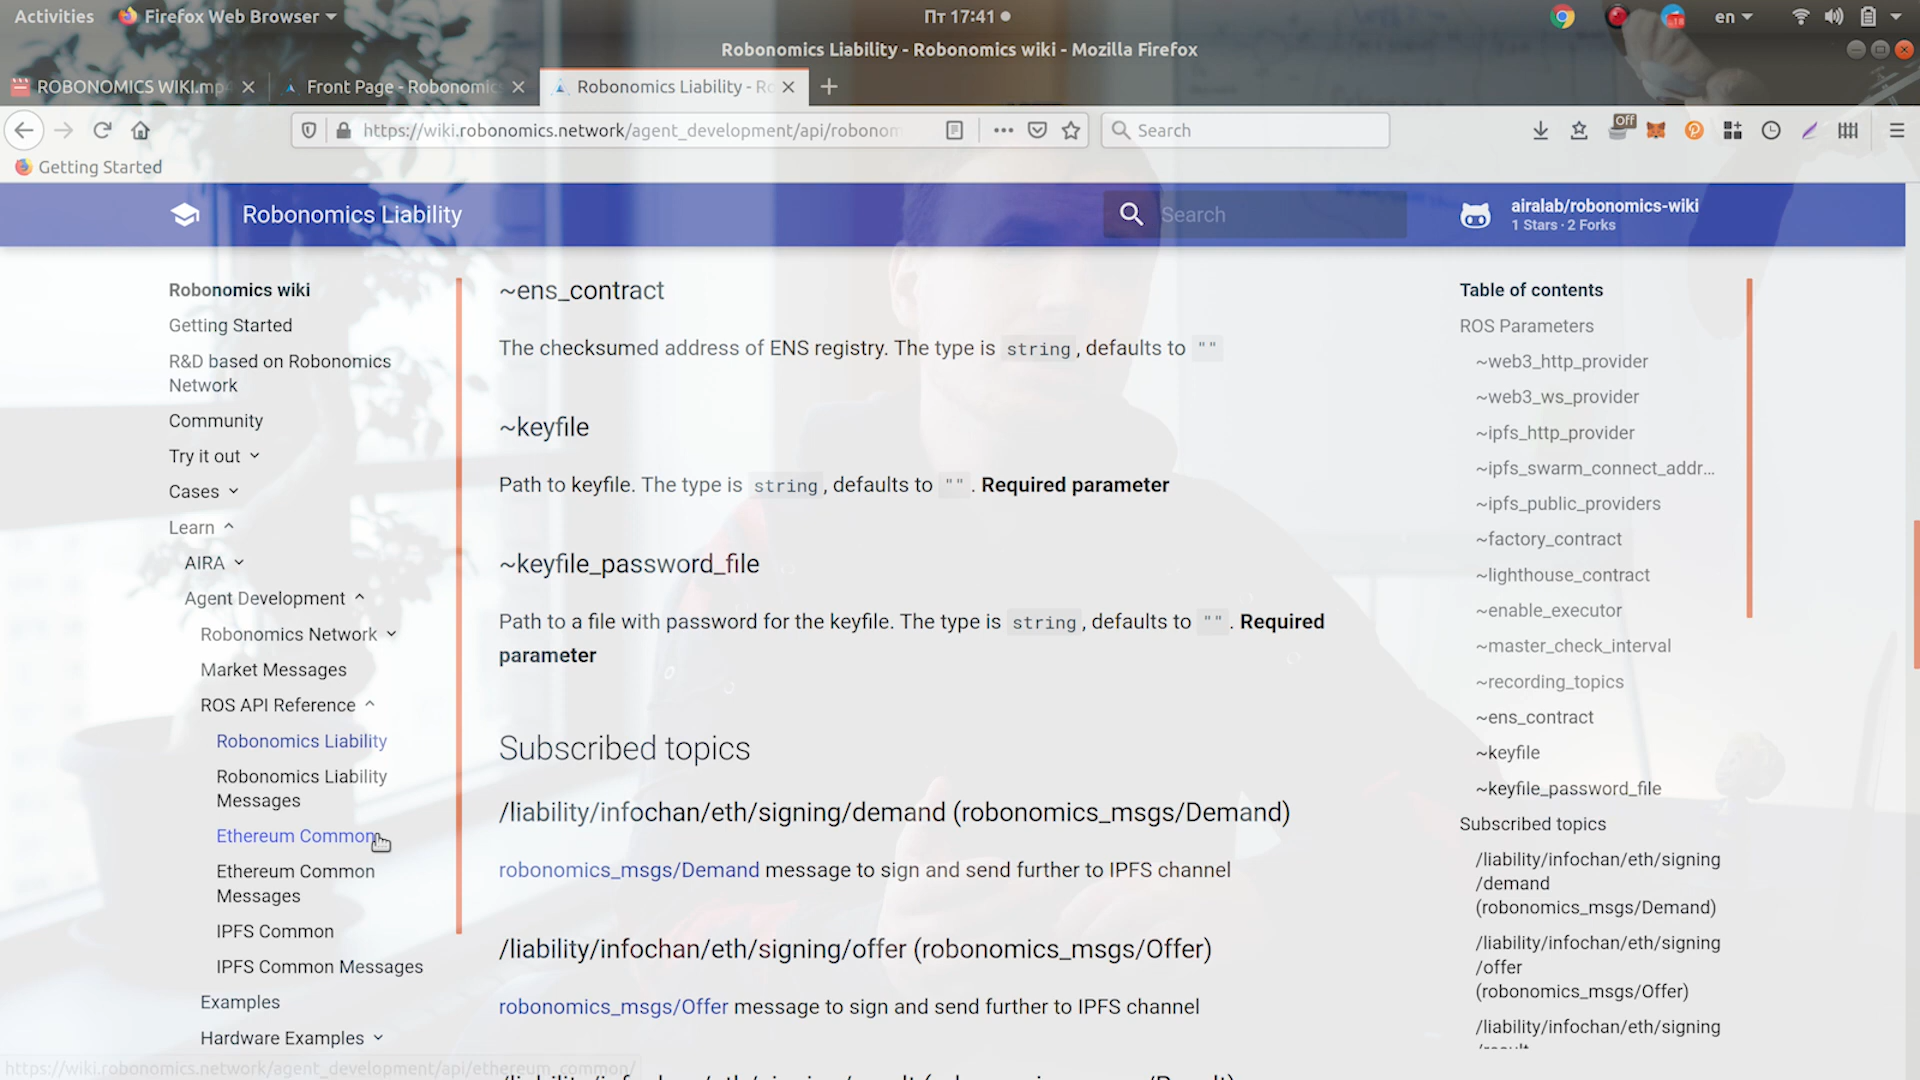 Activities
Firefox Web Browser
Пт 17:41
en
Robonomics Liability - Robonomics wiki - Mozilla Firefox
ROBONOMICS WIKI.mp4
Front Page - Robonomic
Robonomics Liability - Ro
https://wiki.robonomics.network/agent_development/api/robonom
Search
Off
Getting Started
Robonomics Liability
Search
airalab/robonomics-wiki
1 Stars · 2 Forks
Robonomics wiki
Getting Started
R&D based on Robonomics
Network
Community
Try it out
Cases
Learn
AIRA
Agent Development
Robonomics Network
Market Messages
ROS API Reference
Robonomics Liability
Robonomics Liability
Messages
Ethereum Common
Ethereum Common
Messages
IPFS Common
IPFS Common Messages
Examples
Hardware Examples
~ens_contract
The checksumed address of ENS registry. The type is string, defaults to ""
~keyfile
Path to keyfile. The type is string, defaults to "". Required parameter
~keyfile_password_file
Path to a file with password for the keyfile. The type is string, defaults to "". Required
parameter
Subscribed topics
/liability/infochan/eth/signing/demand (robonomics_msgs/Demand)
robonomics_msgs/Demand message to sign and send further to IPFS channel
/liability/infochan/eth/signing/offer (robonomics_msgs/Offer)
robonomics_msgs/Offer message to sign and send further to IPFS channel
Table of contents
ROS Parameters
~web3_http_provider
~web3_ws_provider
~ipfs_http_provider
~ipfs_swarm_connect_addr...
~ipfs_public_providers
~factory_contract
~lighthouse_contract
~enable_executor
~master_check_interval
~recording_topics
~ens_contract
~keyfile
~keyfile_password_file
Subscribed topics
/liability/infochan/eth/signing
/demand
(robonomics_msgs/Demand)
/liability/infochan/eth/signing
/offer
(robonomics_msgs/Offer)
/liability/infochan/eth/signing
https://wiki.robonomics.network/agent_development/api/ethereum_common/